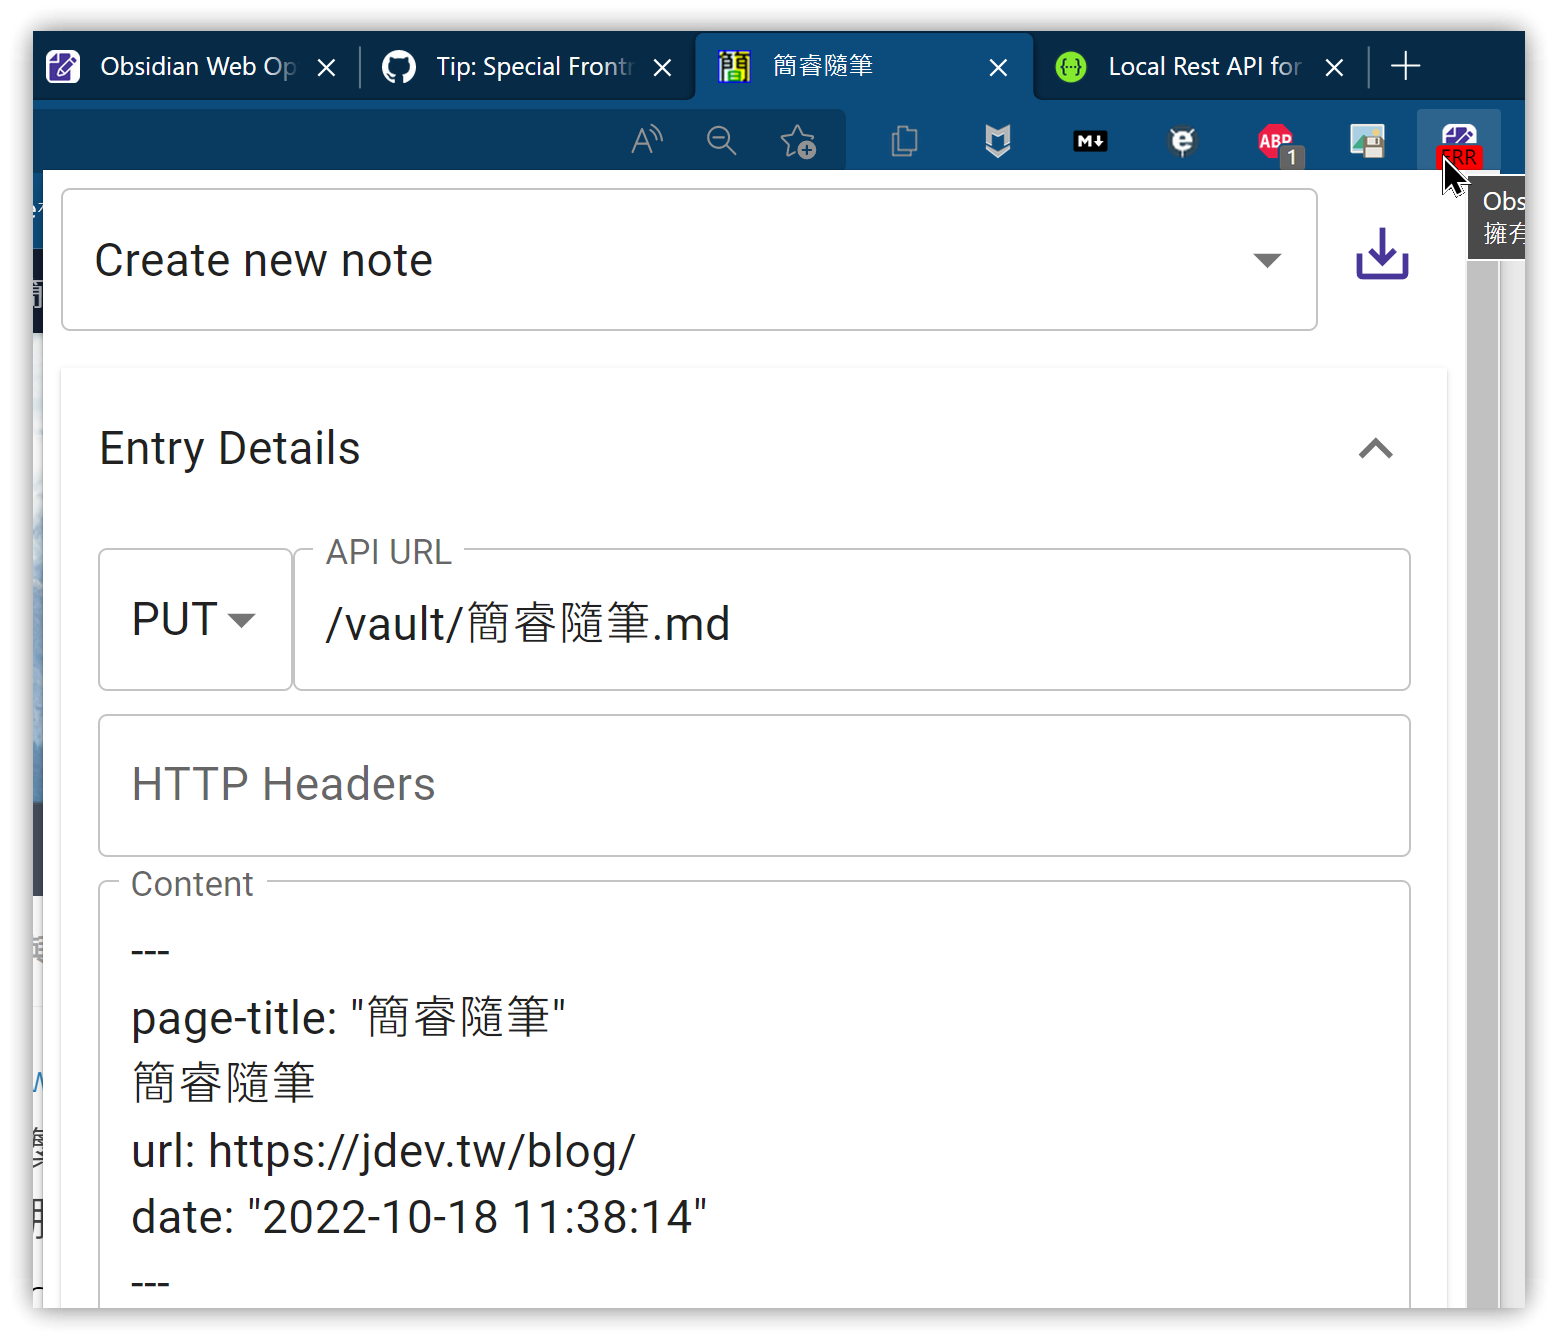 Obsidian Web Op
Tip: Special Frontr
簡睿隨筆
Local Rest API for
簡
A
M
e
ABP
1
ERR
Obs
擁有
Create new note
Entry Details
PUT
API URL
/vault/簡睿隨筆.md
HTTP Headers
Content
---
page-title: "簡睿隨筆"
簡睿隨筆
url: https://jdev.tw/blog/
date: "2022-10-18 11:38:14"
---